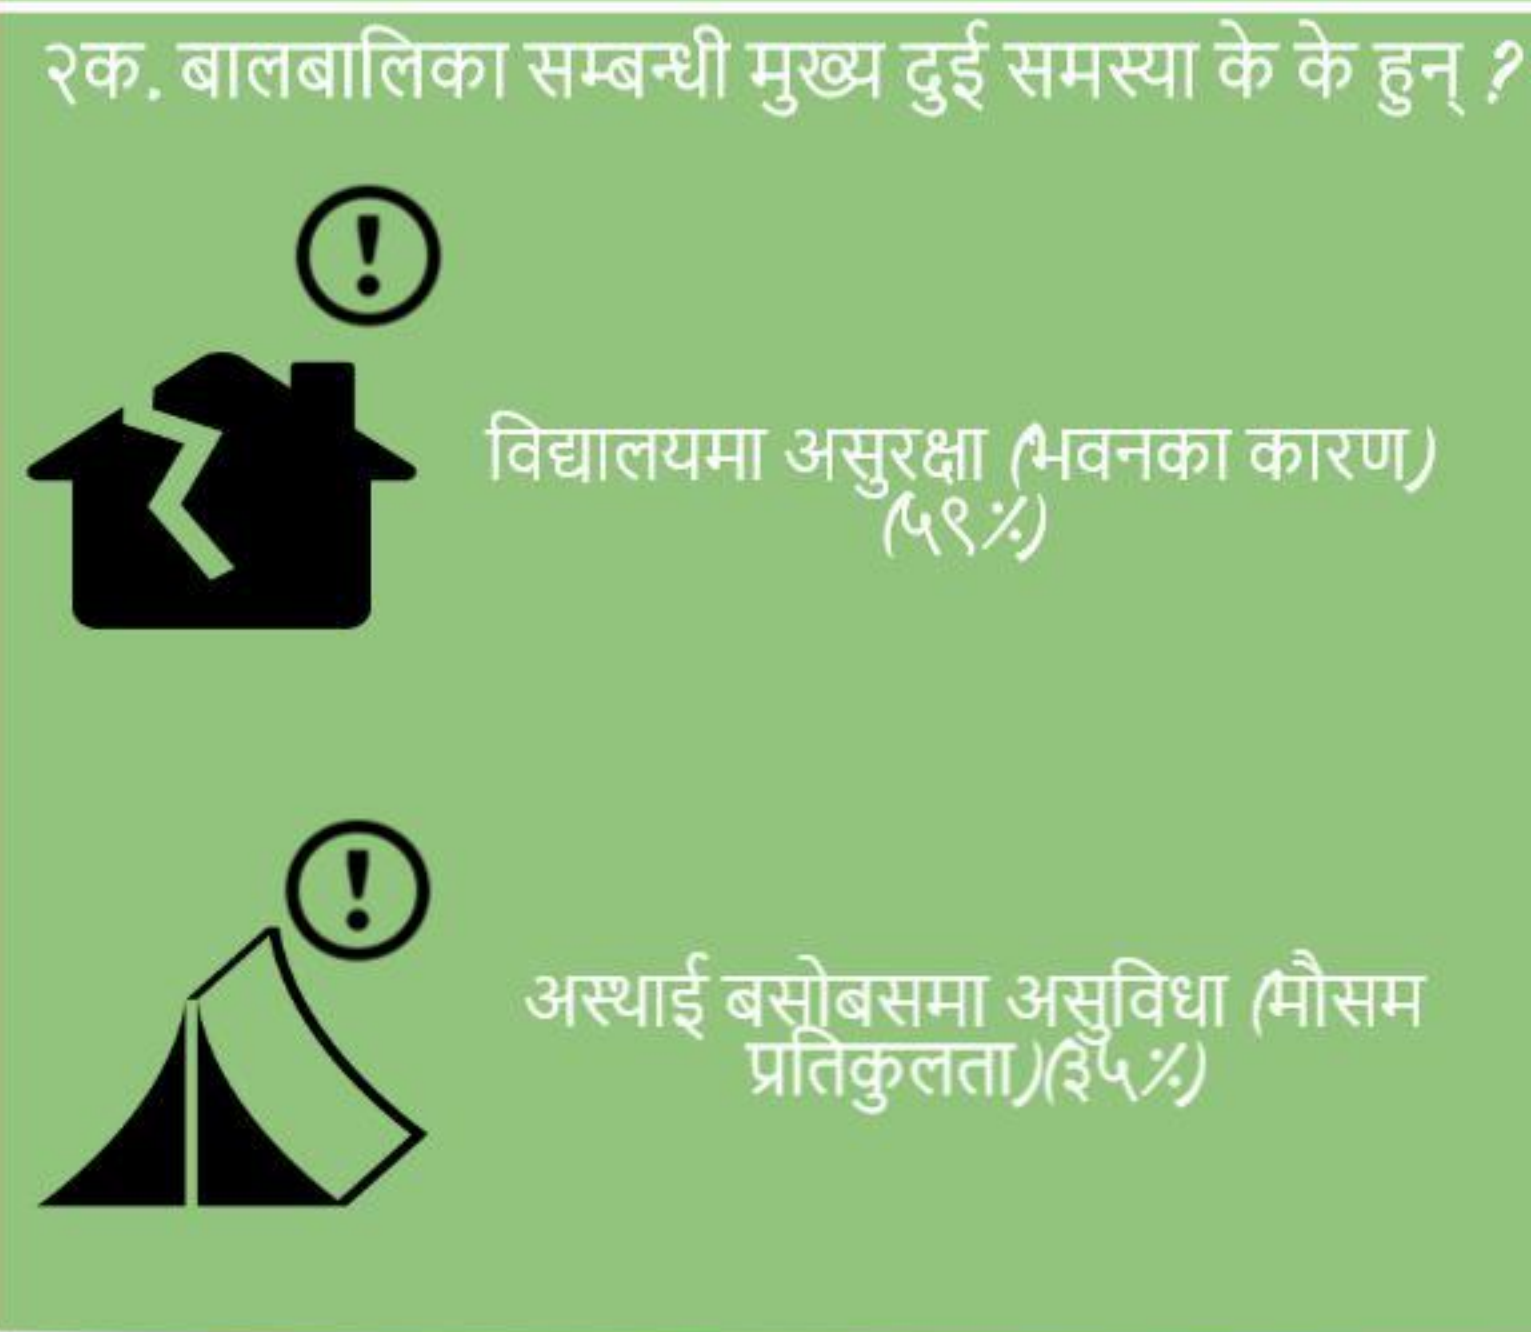 २क. बालबालिका सम्बन्धी मुख्य दुई समस्या के के हुन् ?
विद्यालयमा असुरक्षा (भवनका कारण)
(५९%)
अस्थाई बसोबसमा असुविधा (मौसम
प्रतिकुलता)(३५%)